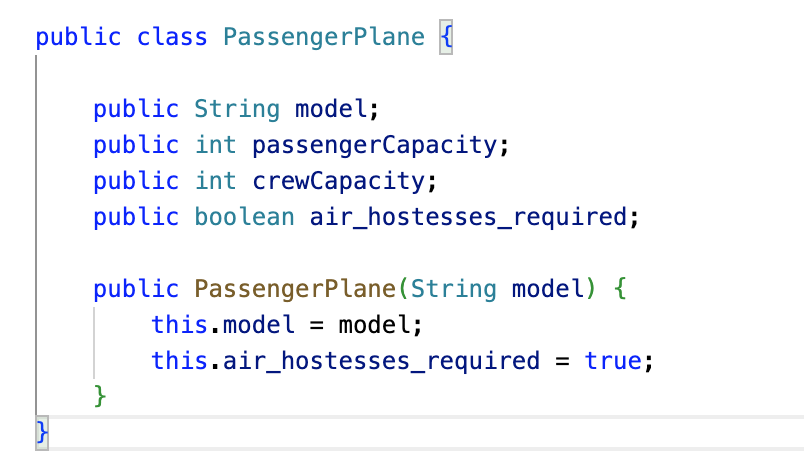 public class PassengerPlane {
public String model;
public int passengerCapacity;
public int crewCapacity;
public boolean air_hostesses_required;
public PassengerPlane(String model) {
this.model = model;
this.air_hostesses_required = true;
}
}